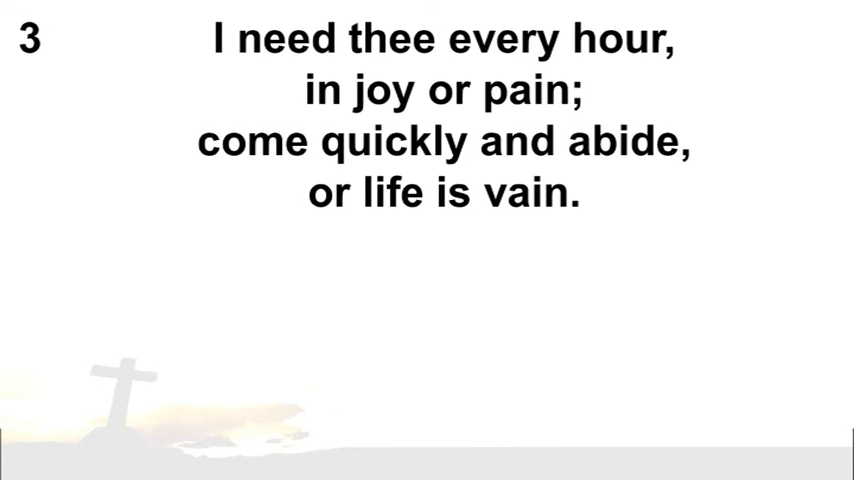 3
I need thee every hour,
in joy or pain;
come quickly and abide,
or life is vain.